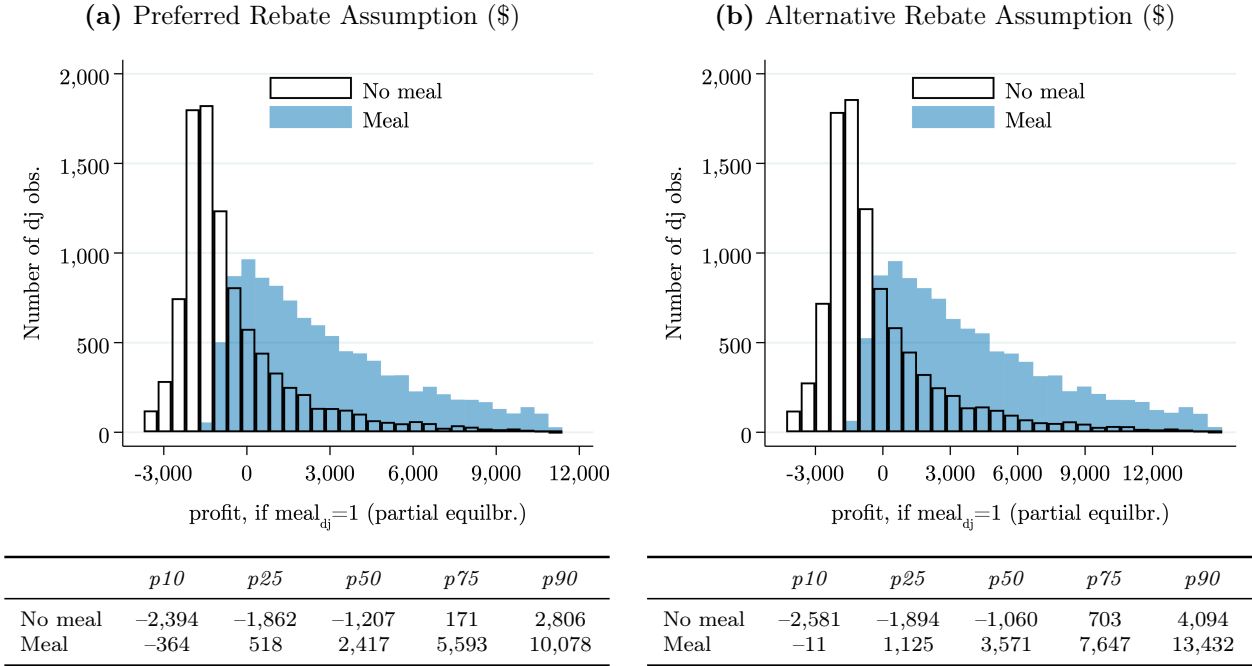 (a) Preferred Rebate Assumption ($)
2,000
1,500
1,000
500
0
Number of dj obs.
No meal
Meal
-3,000 0 3,000 6,000 9,000 12,000
profit, if meal_dj=1 (partial equilbr.)
p10 p25 p50 p75 p90
No meal –2,394 –1,862 –1,207 171 2,806
Meal –364 518 2,417 5,593 10,078
(b) Alternative Rebate Assumption ($)
2,000
1,500
1,000
500
0
Number of dj obs.
No meal
Meal
-3,000 0 3,000 6,000 9,000 12,000
profit, if meal_dj=1 (partial equilbr.)
p10 p25 p50 p75 p90
No meal –2,581 –1,894 –1,060 703 4,094
Meal –11 1,125 3,571 7,647 13,432